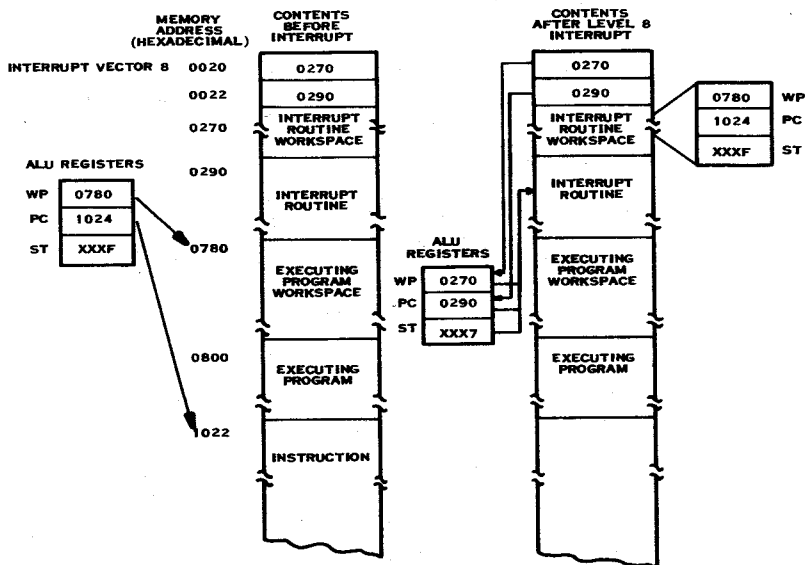 MEMORY
ADDRESS
(HEXADECIMAL)
CONTENTS
BEFORE
INTERRUPT
INTERRUPT VECTOR 8
0020
0270
0022
0290
0270
INTERRUPT
ROUTINE
WORKSPACE
0290
INTERRUPT
ROUTINE
ALU REGISTERS
WP 0780
PC 1024
ST XXXF
0780
EXECUTING
PROGRAM
WORKSPACE
0800
EXECUTING
PROGRAM
1022
INSTRUCTION
CONTENTS
AFTER LEVEL 8
INTERRUPT
0270
0290
INTERRUPT
ROUTINE
WORKSPACE
0780 WP
1024 PC
XXXF ST
INTERRUPT
ROUTINE
ALU
REGISTERS
WP 0270
PC 0290
ST XXX7
EXECUTING
PROGRAM
WORKSPACE
EXECUTING
PROGRAM